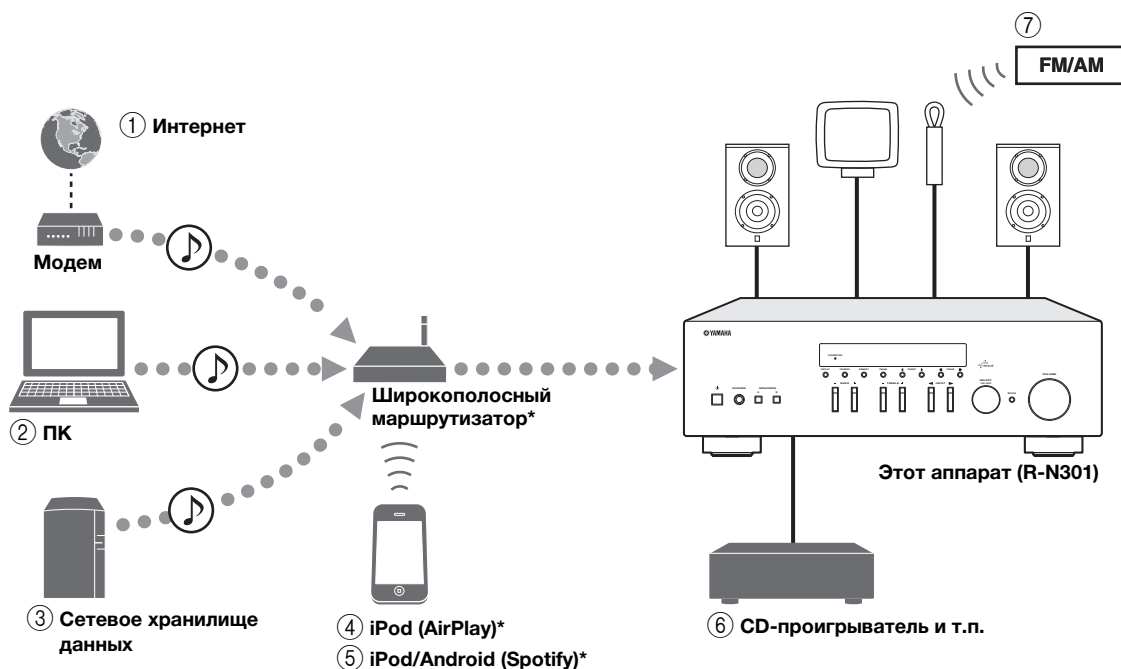 ⑦
FM/AM
① Интернет
Модем
② ПК
Широкополосный
маршрутизатор*
YAMAHA
Этот аппарат (R-N301)
③ Сетевое хранилище
данных
④ iPod (AirPlay)*
⑤ iPod/Android (Spotify)*
⑥ CD-проигрыватель и т.п.